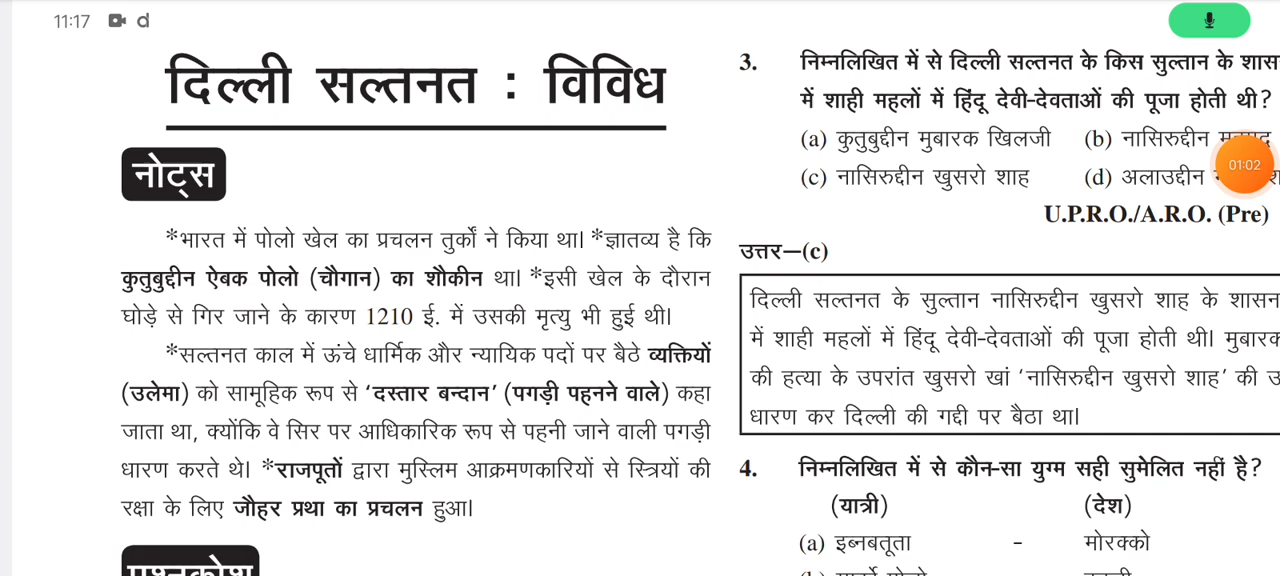 11:17 d
दिल्ली सल्तनत : विविध
नोट्स
*भारत में पोलो खेल का प्रचलन तुर्कों ने किया था। *ज्ञातव्य है कि
कुतुबुद्दीन ऐबक पोलो (चौगान) का शौकीन था। *इसी खेल के दौरान
घोड़े से गिर जाने के कारण 1210 ई. में उसकी मृत्यु भी हुई थी।
*सल्तनत काल में ऊंचे धार्मिक और न्यायिक पदों पर बैठे व्यक्तियों
(उलेमा) को सामूहिक रूप से ‘दस्तार बन्दान’ (पगड़ी पहनने वाले) कहा
जाता था, क्योंकि वे सिर पर आधिकारिक रूप से पहनी जाने वाली पगड़ी
धारण करते थे। *राजपूतों द्वारा मुस्लिम आक्रमणकारियों से स्त्रियों की
रक्षा के लिए जौहर प्रथा का प्रचलन हुआ।
प्रश्नकोश
3. निम्नलिखित में से दिल्ली सल्तनत के किस सुल्तान के शास
में शाही महलों में हिंदू देवी-देवताओं की पूजा होती थी?
(a) कुतुबुद्दीन मुबारक खिलजी (b) नासिरुद्दीन
(c) नासिरुद्दीन खुसरो शाह (d) अलाउद्दीन
01:02
U.P.R.O./A.R.O. (Pre)
उत्तर—(c)
दिल्ली सल्तनत के सुल्तान नासिरुद्दीन खुसरो शाह के शासन
में शाही महलों में हिंदू देवी-देवताओं की पूजा होती थी। मुबारक
की हत्या के उपरांत खुसरो खां ‘नासिरुद्दीन खुसरो शाह’ की उ
धारण कर दिल्ली की गद्दी पर बैठा था।
4. निम्नलिखित में से कौन-सा युग्म सही सुमेलित नहीं है?
(यात्री) (देश)
(a) इब्नबतूता - मोरक्को